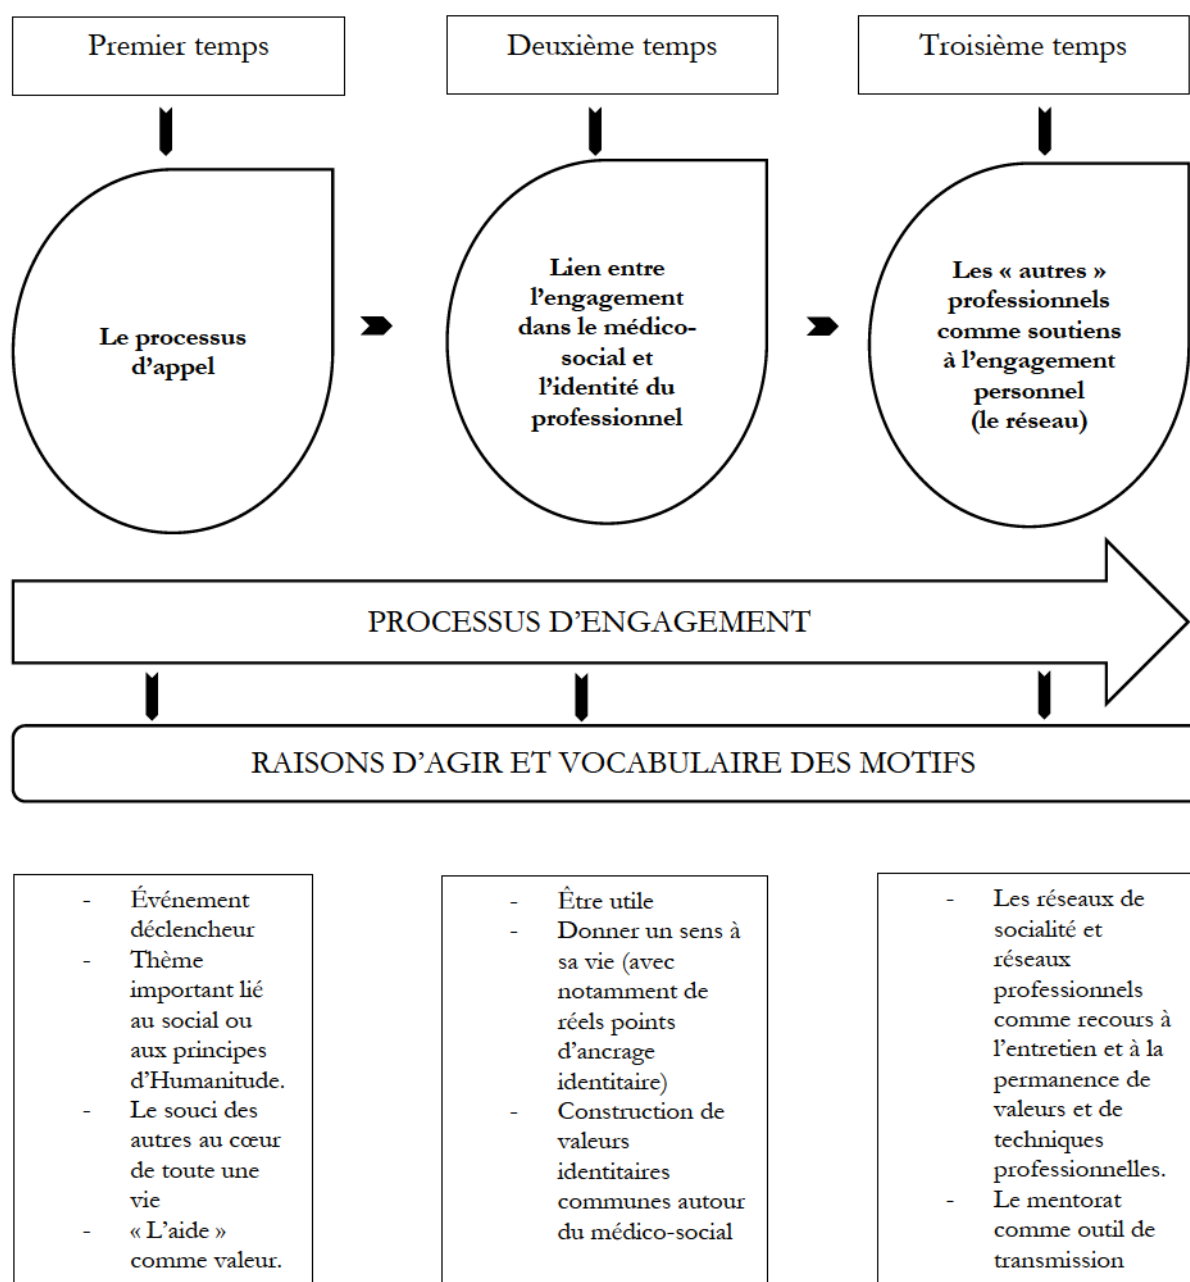 Premier temps
Deuxième temps
Troisième temps
Le processus
d’appel
Lien entre
l’engagement
dans le médico-
social et
l’identité du
professionnel
Les « autres »
professionnels
comme soutiens
à l’engagement
personnel
(le réseau)
PROCESSUS D’ENGAGEMENT
RAISONS D’AGIR ET VOCABULAIRE DES MOTIFS
- Événement
déclencheur
- Thème
important lié
au social ou
aux principes
d’Humanitude.
- Le souci des
autres au cœur
de toute une
vie
- « L’aide »
comme valeur.
- Être utile
- Donner un sens à
sa vie (avec
notamment de
réels points
d’ancrage
identitaire)
- Construction de
valeurs
identitaires
communes autour
du médico-social
- Les réseaux de
socialité et
réseaux
professionnels
comme recours à
l’entretien et à la
permanence de
valeurs et de
techniques
professionnelles.
- Le mentorat
comme outil de
transmission